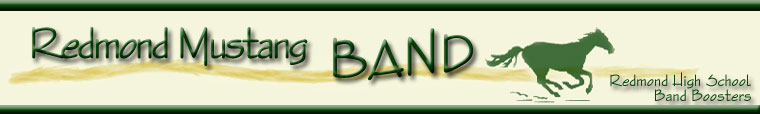 Redmond Mustang BAND
Redmond High School
Band Boosters